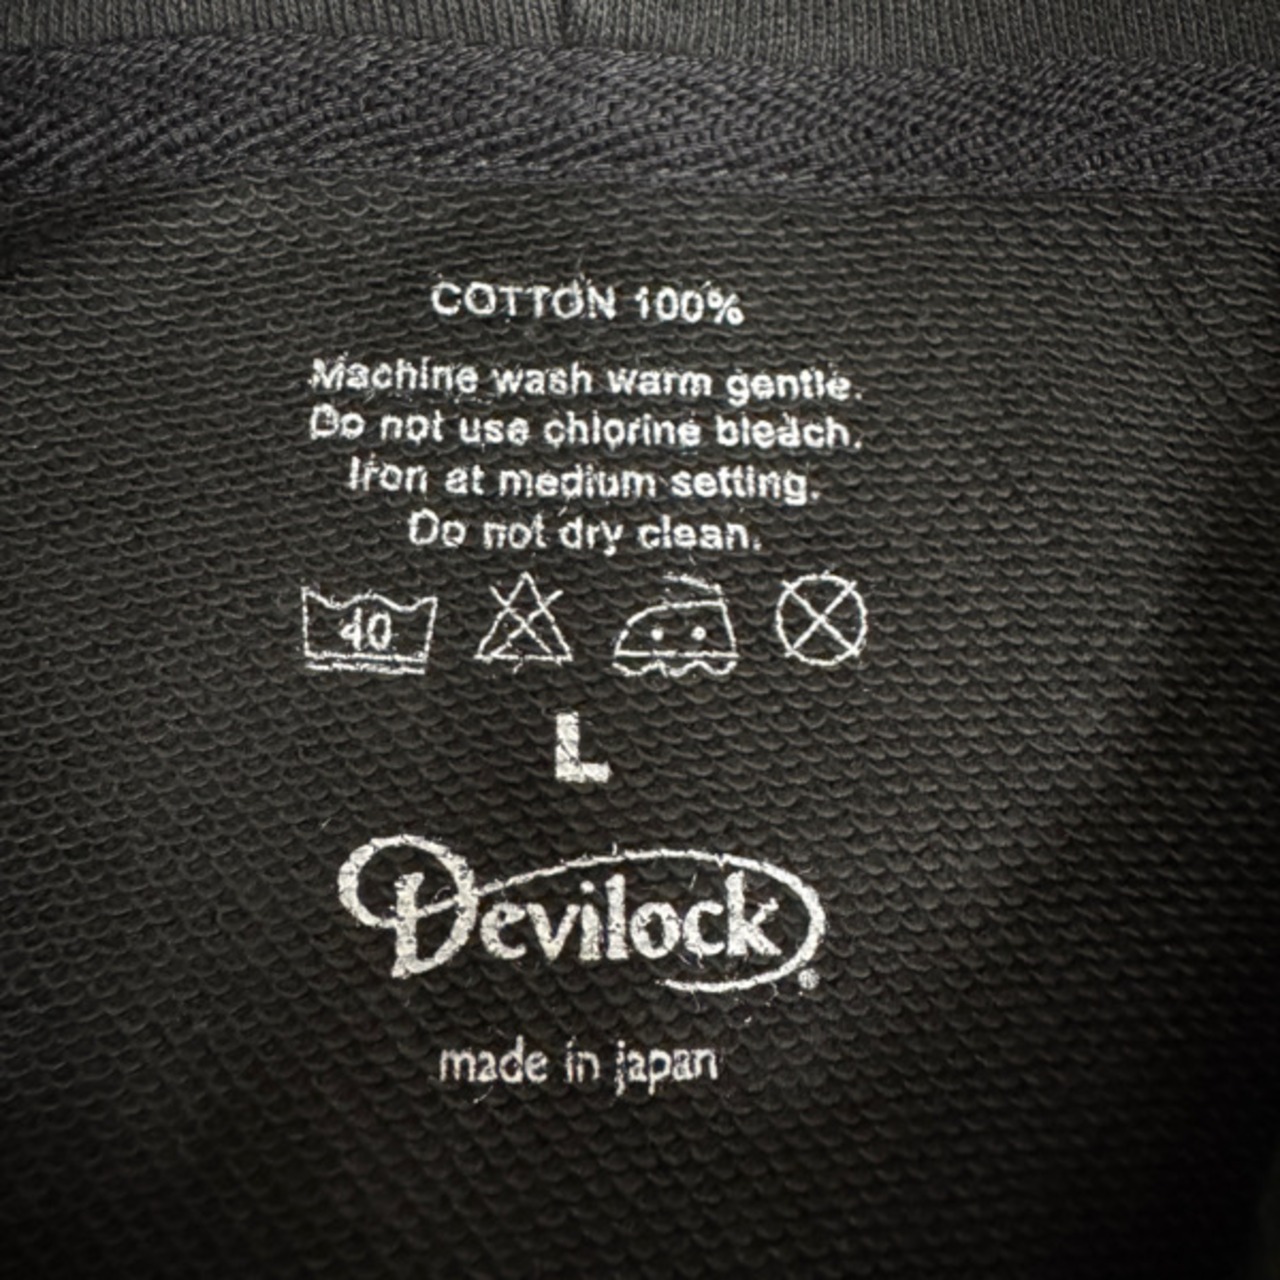 COTTON 100%
Machine wash warm gentle.
Do not use chlorine bleach.
Iron at medium setting.
Do not dry clean.
40
L
Devilock®
made in japan